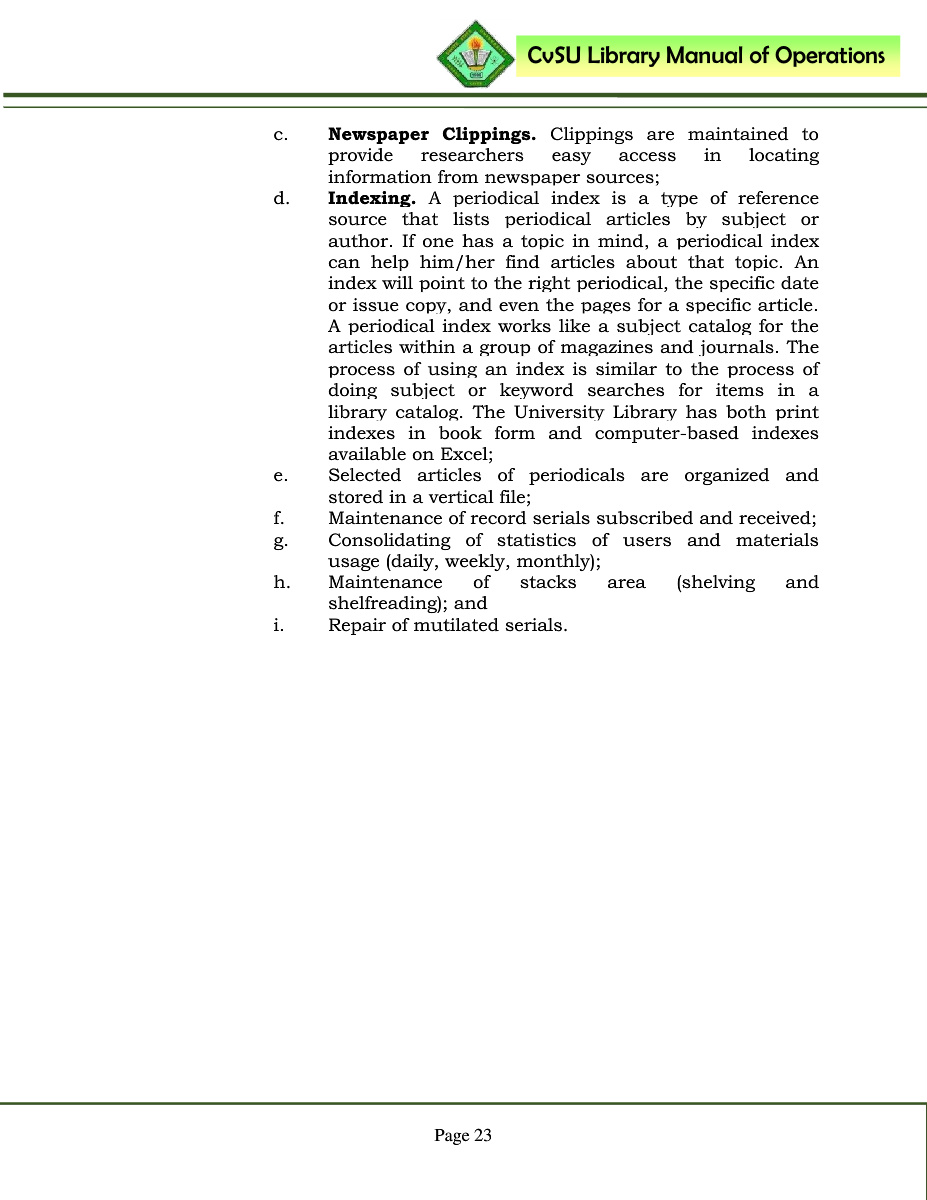 CvSU Library Manual of Operations
c. Newspaper Clippings. Clippings are maintained to
provide researchers easy access in locating
information from newspaper sources;
d. Indexing. A periodical index is a type of reference
source that lists periodical articles by subject or
author. If one has a topic in mind, a periodical index
can help him/her find articles about that topic. An
index will point to the right periodical, the specific date
or issue copy, and even the pages for a specific article.
A periodical index works like a subject catalog for the
articles within a group of magazines and journals. The
process of using an index is similar to the process of
doing subject or keyword searches for items in a
library catalog. The University Library has both print
indexes in book form and computer-based indexes
available on Excel;
e. Selected articles of periodicals are organized and
stored in a vertical file;
f. Maintenance of record serials subscribed and received;
g. Consolidating of statistics of users and materials
usage (daily, weekly, monthly);
h. Maintenance of stacks area (shelving and
shelfreading); and
i. Repair of mutilated serials.
Page 23